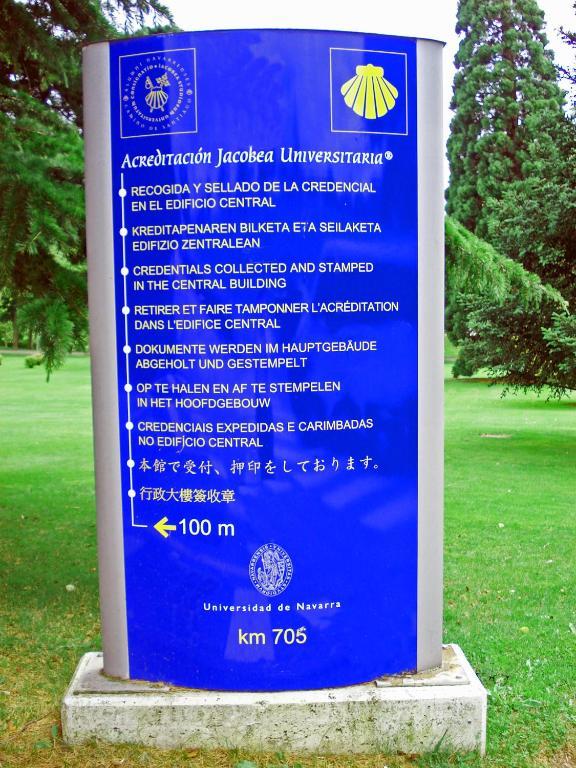 Acreditación Jacobea Universitaria®
RECOGIDA Y SELLADO DE LA CREDENCIAL
EN EL EDIFICIO CENTRAL
KREDITAPENAREN BILKETA ETA SEILAKETA
EDIFIZIO ZENTRALEAN
CREDENTIALS COLLECTED AND STAMPED
IN THE CENTRAL BUILDING
RETIRER ET FAIRE TAMPONNER L'ACRÉDITATION
DANS L'EDIFICE CENTRAL
DOKUMENTE WERDEN IM HAUPTGEBÄUDE
ABGEHOLT UND GESTEMPELT
OP TE HALEN EN AF TE STEMPELEN
IN HET HOOFDGEBOUW
CREDENCIAIS EXPEDIDAS E CARIMBADAS
NO EDIFÍCIO CENTRAL
本館で受付、押印をしております。
行政大樓簽收章
←100 m
Universidad de Navarra
km 705